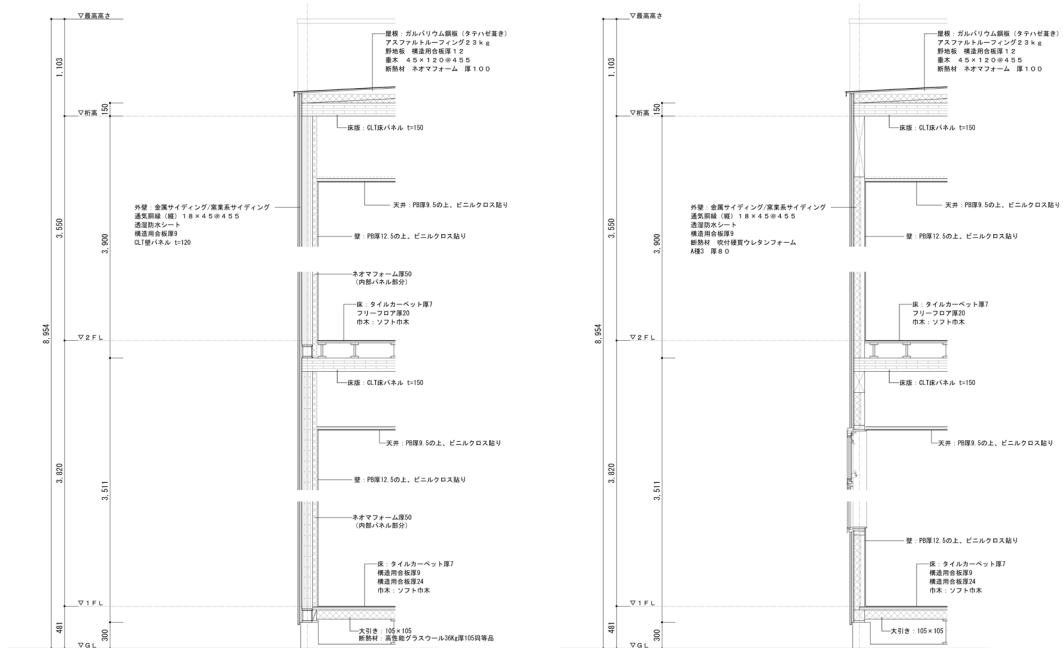 ▽最高高さ
屋根：ガルバリウム鋼板（タテハゼ葺き）
アスファルトルーフィング２３ｋｇ
野地板　構造用合板厚１２
垂木　４５×１２０＠４５５
断熱材　ネオマフォーム　厚１００
1,103
150
▽桁高
床版：CLT床パネル t=150
天井：PB厚9.5の上、ビニルクロス貼り
外壁：金属サイディング/窯業系サイディング
通気胴縁（縦）１８×４５＠４５５
透湿防水シート
構造用合板厚9
CLT壁パネル t=120
壁：PB厚12.5の上、ビニルクロス貼り
3,550
3,900
ネオマフォーム厚50
（内部パネル部分）
床：タイルカーペット厚7
フリーフロア厚20
巾木：ソフト巾木
8,954
▽２ＦＬ
床版：CLT床パネル t=150
天井：PB厚9.5の上、ビニルクロス貼り
3,820
3,511
壁：PB厚12.5の上、ビニルクロス貼り
ネオマフォーム厚50
（内部パネル部分）
床：タイルカーペット厚7
構造用合板厚9
構造用合板厚24
巾木：ソフト巾木
▽１ＦＬ
481
300
大引き：105×105
断熱材：高性能グラスウール36Kg厚105同等品
▽ＧＬ
▽最高高さ
屋根：ガルバリウム鋼板（タテハゼ葺き）
アスファルトルーフィング２３ｋｇ
野地板　構造用合板厚１２
垂木　４５×１２０＠４５５
断熱材　ネオマフォーム　厚１００
1,103
150
▽桁高
床版：CLT床パネル t=150
天井：PB厚9.5の上、ビニルクロス貼り
外壁：金属サイディング/窯業系サイディング
通気胴縁（縦）１８×４５＠４５５
透湿防水シート
構造用合板厚9
断熱材　吹付硬質ウレタンフォーム
A種3　厚８０
壁：PB厚12.5の上、ビニルクロス貼り
3,550
3,900
床：タイルカーペット厚7
フリーフロア厚20
巾木：ソフト巾木
8,954
▽２ＦＬ
床版：CLT床パネル t=150
天井：PB厚9.5の上、ビニルクロス貼り
3,820
3,511
壁：PB厚12.5の上、ビニルクロス貼り
床：タイルカーペット厚7
構造用合板厚9
構造用合板厚24
巾木：ソフト巾木
▽１ＦＬ
481
300
大引き：105×105
▽ＧＬ